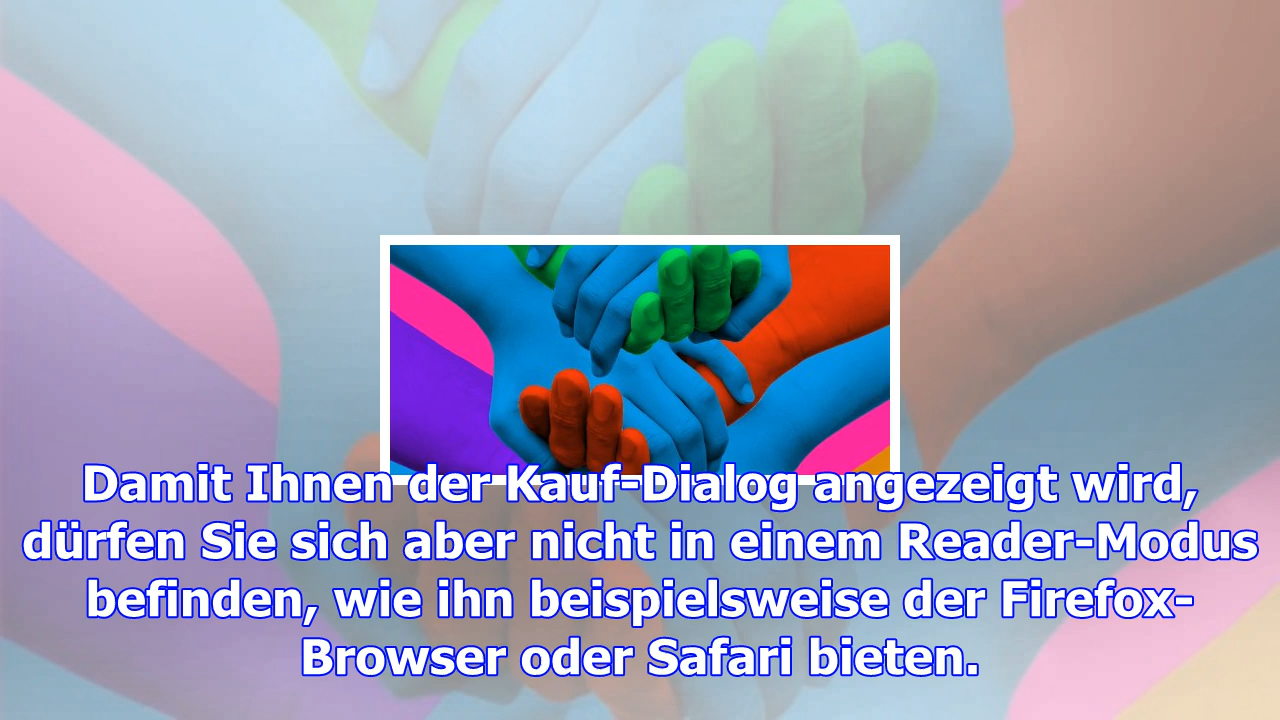 Damit Ihnen der Kauf-Dialog angezeigt wird,
dürfen Sie sich aber nicht in einem Reader-Modus
befinden, wie ihn beispielsweise der Firefox-
Browser oder Safari bieten.